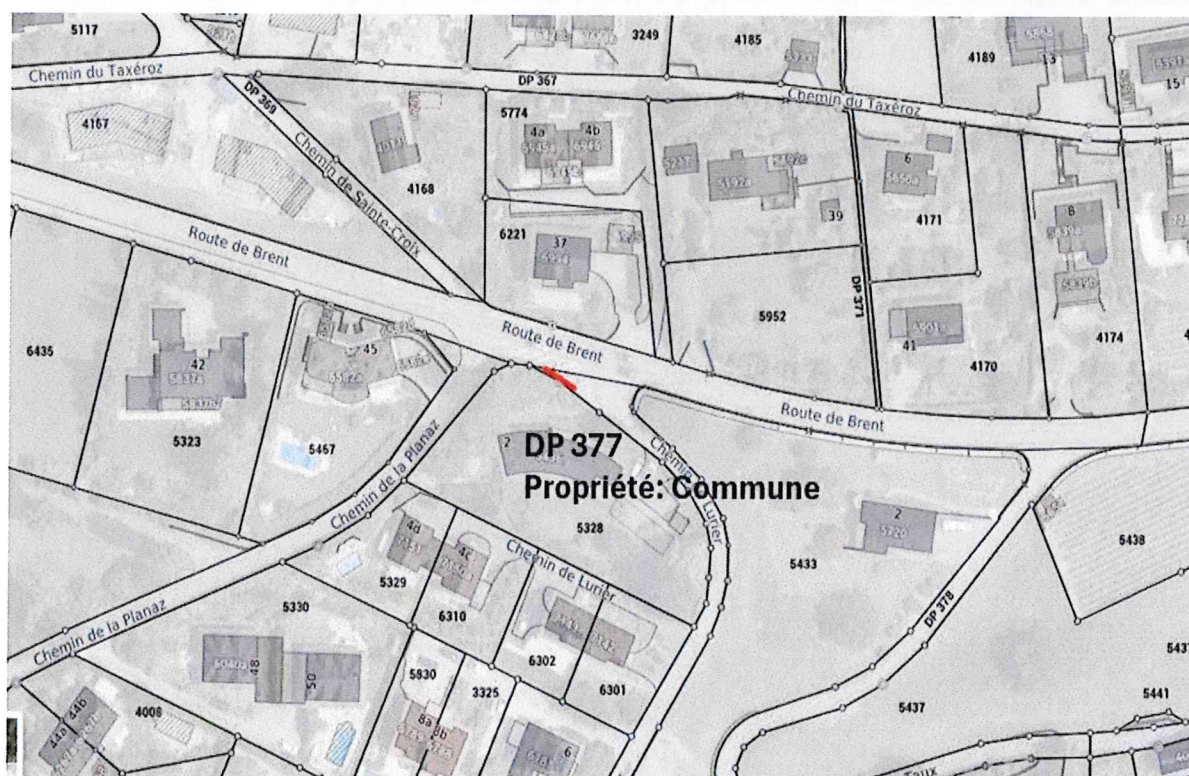 5117
3249
4185
4189
13
15
Chemin du Taxéroz
DP 367
Chemin du Taxéroz
DP 369
4167
5774
4a
4b
6
4168
Chemin de Sainte-Croix
39
4171
8
Route de Brent
6221
37
DP 371
5952
6435
Route de Brent
41
4170
4174
42
45
5323
5467
Route de Brent
Chemin de la Planaz
DP 377
Propriété: Commune
Chemin de Lurier
2
5328
5438
5433
4d
4c
Chemin de Lurier
5329
6310
5330
DP 378
Chemin de la Planaz
6302
6301
48
50
5830
3325
5437
5441
4008
44a
44b
8a
8b
6
Taux